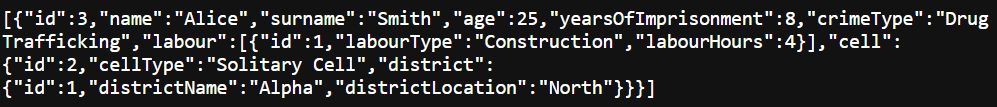 [{"id":3,"name":"Alice","surname":"Smith","age":25,"yearsOfImprisonment":8,"crimeType":"Drug
Trafficking","labour":[{"id":1,"labourType":"Construction","labourHours":4}],"cell":
{"id":2,"cellType":"Solitary Cell","district":
{"id":1,"districtName":"Alpha","districtLocation":"North"}}}]